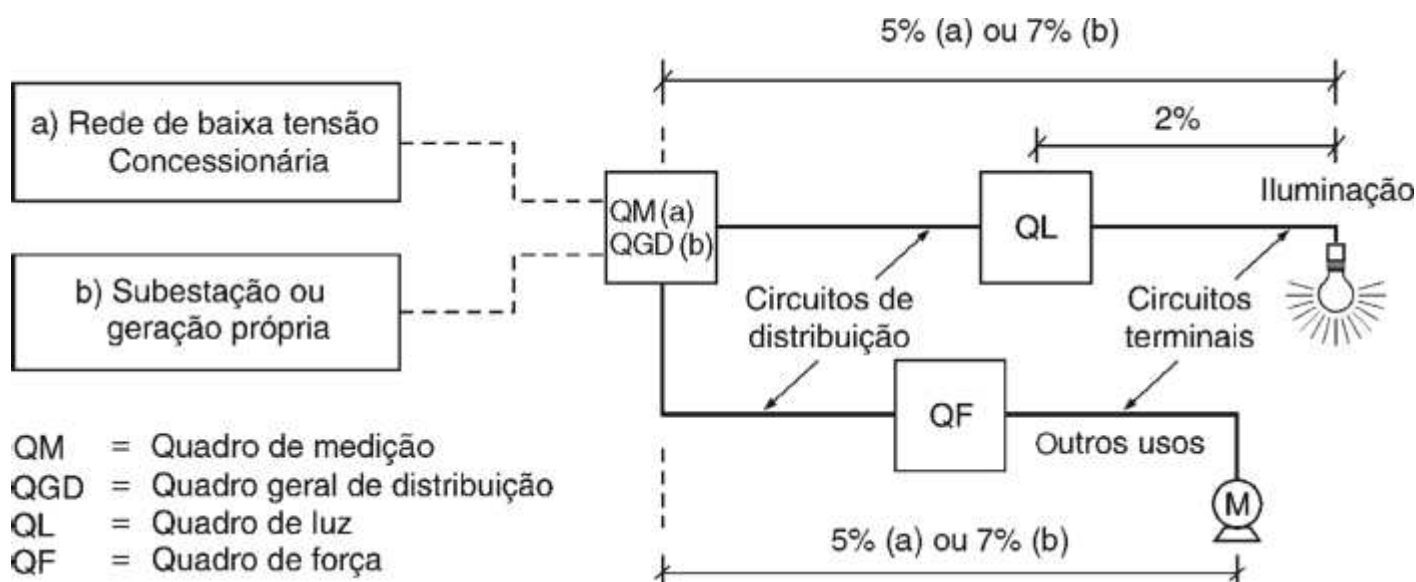 5% (a) ou 7% (b)
a) Rede de baixa tensão
Concessionária
2%
Iluminação
QM (a)
QGD (b)
QL
b) Subestação ou
geração própria
Circuitos de
distribuição
Circuitos
terminais
QF
Outros usos
M
QM = Quadro de medição
QGD = Quadro geral de distribuição
QL = Quadro de luz
QF = Quadro de força
5% (a) ou 7% (b)